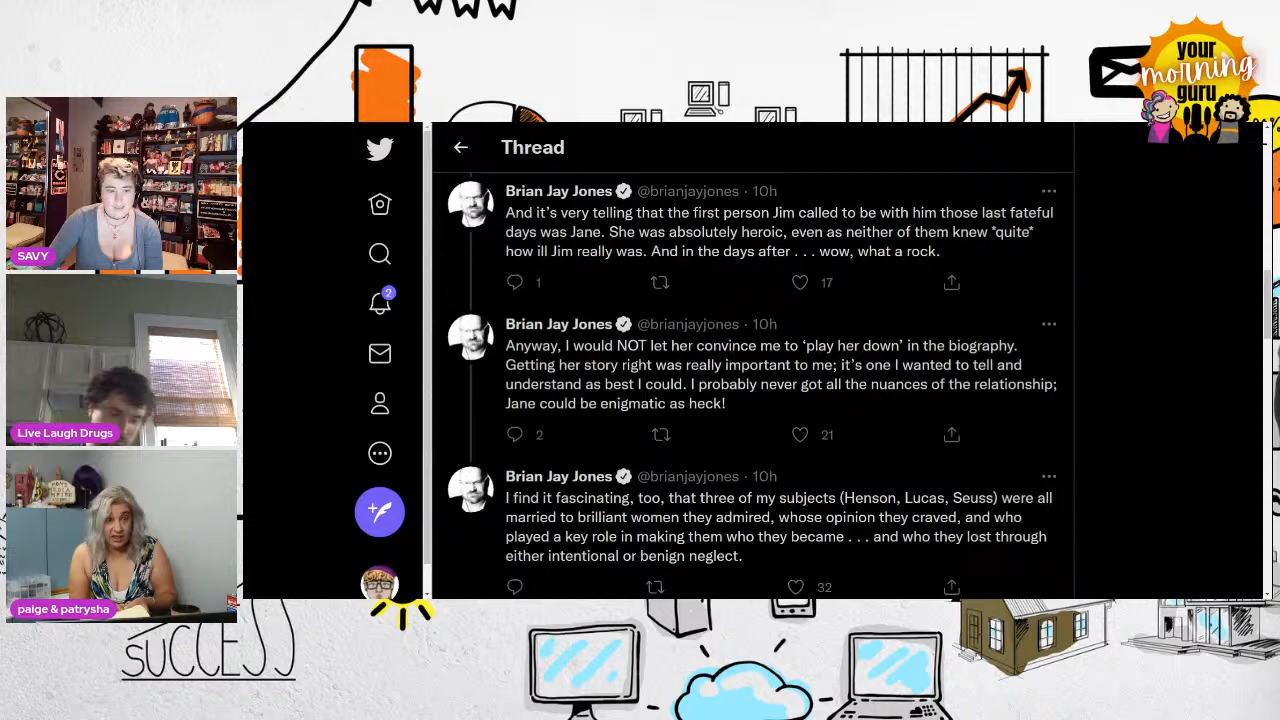 WWW
your
morning
guru
SAVY
Live Laugh Drugs
paige & patrysha
SUCCESS
2
Thread
Brian Jay Jones @brianjayjones · 10h
And it's very telling that the first person Jim called to be with him those last fateful
days was Jane. She was absolutely heroic, even as neither of them knew *quite*
how ill Jim really was. And in the days after . . . wow, what a rock.
1 17
Brian Jay Jones @brianjayjones · 10h
Anyway, I would NOT let her convince me to 'play her down' in the biography.
Getting her story right was really important to me; it's one I wanted to tell and
understand as best I could. I probably never got all the nuances of the relationship;
Jane could be enigmatic as heck!
2 21
Brian Jay Jones @brianjayjones · 10h
I find it fascinating, too, that three of my subjects (Henson, Lucas, Seuss) were all
married to brilliant women they admired, whose opinion they craved, and who
played a key role in making them who they became . . . and who they lost through
either intentional or benign neglect.
32